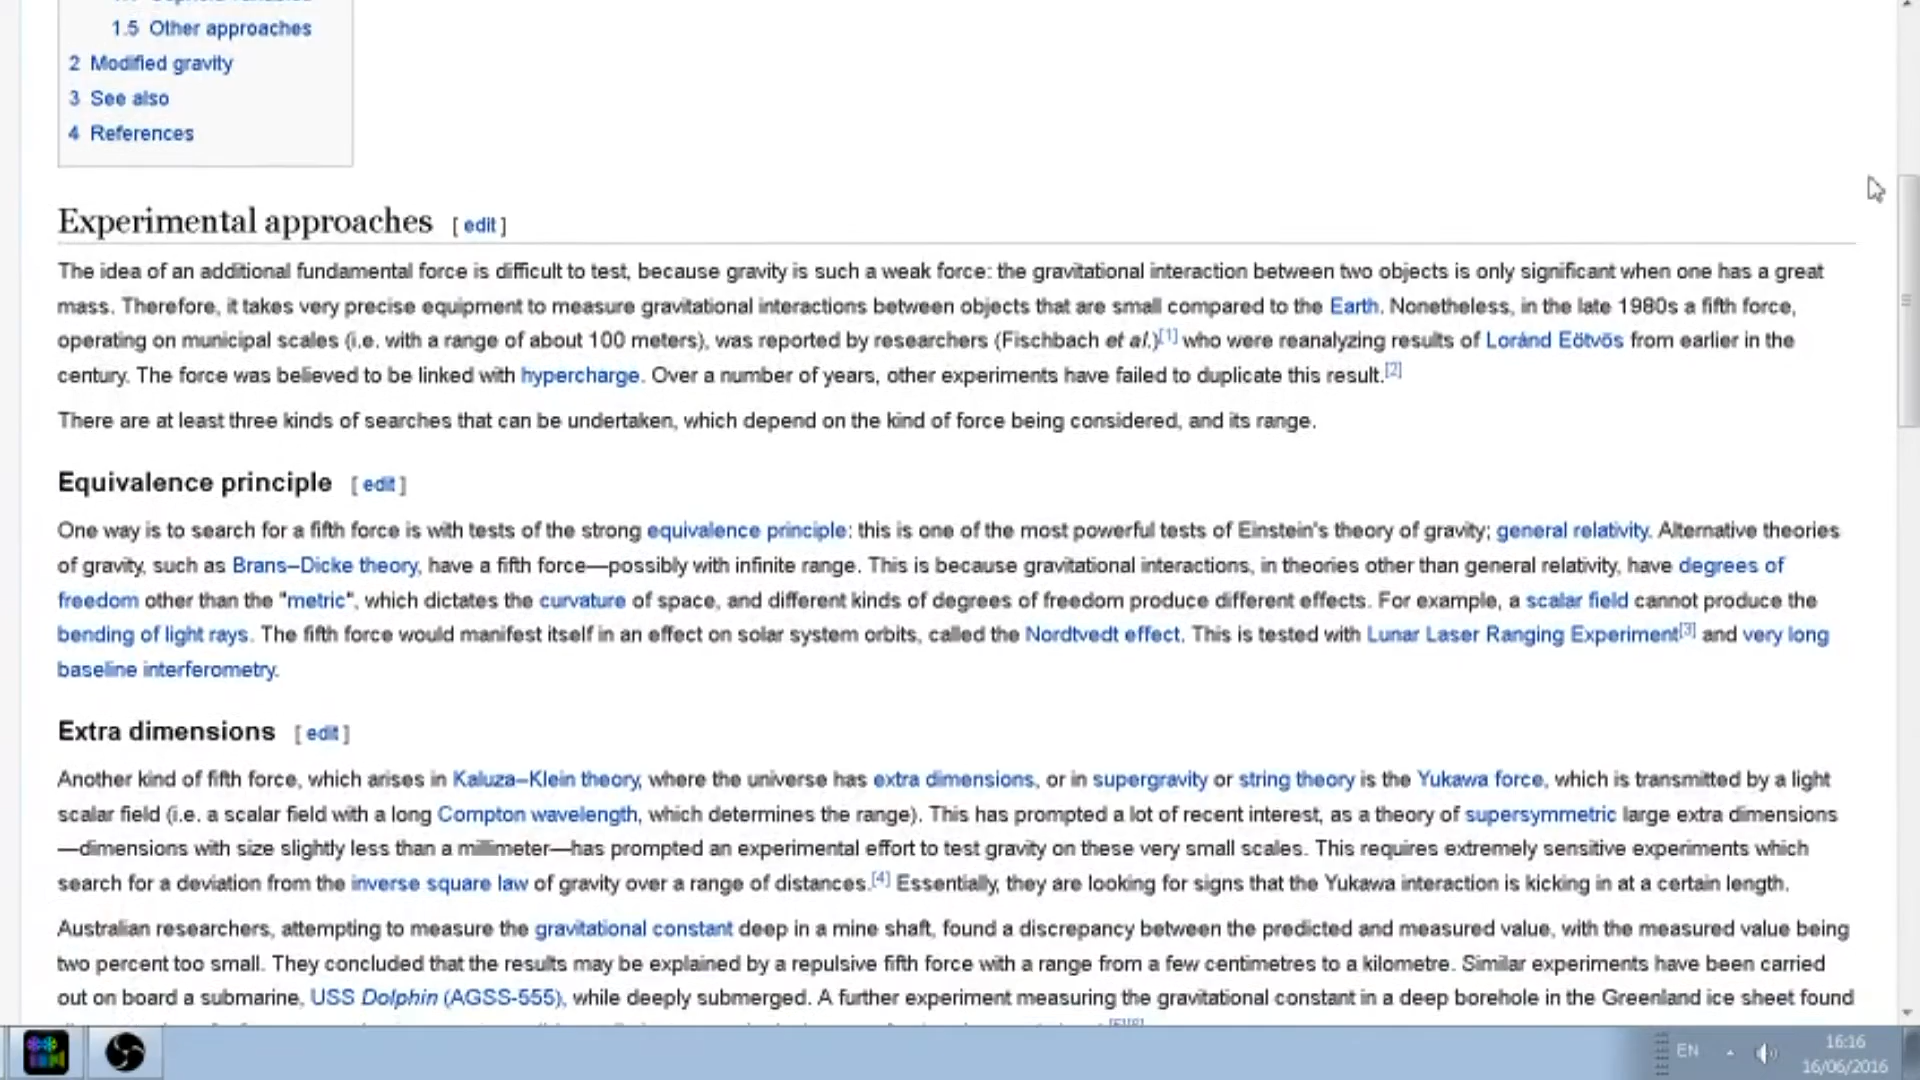 1.5 Other approaches
2 Modified gravity
3 See also
4 References
Experimental approaches [ edit ]
The idea of an additional fundamental force is difficult to test, because gravity is such a weak force: the gravitational interaction between two objects is only significant when one has a great
mass. Therefore, it takes very precise equipment to measure gravitational interactions between objects that are small compared to the Earth. Nonetheless, in the late 1980s a fifth force,
operating on municipal scales (i.e. with a range of about 100 meters), was reported by researchers (Fischbach et al.)[1] who were reanalyzing results of Loránd Eötvös from earlier in the
century. The force was believed to be linked with hypercharge. Over a number of years, other experiments have failed to duplicate this result.[2]
There are at least three kinds of searches that can be undertaken, which depend on the kind of force being considered, and its range.
Equivalence principle [ edit ]
One way is to search for a fifth force is with tests of the strong equivalence principle: this is one of the most powerful tests of Einstein's theory of gravity; general relativity. Alternative theories
of gravity, such as Brans–Dicke theory, have a fifth force—possibly with infinite range. This is because gravitational interactions, in theories other than general relativity, have degrees of
freedom other than the "metric", which dictates the curvature of space, and different kinds of degrees of freedom produce different effects. For example, a scalar field cannot produce the
bending of light rays. The fifth force would manifest itself in an effect on solar system orbits, called the Nordtvedt effect. This is tested with Lunar Laser Ranging Experiment[3] and very long
baseline interferometry.
Extra dimensions [ edit ]
Another kind of fifth force, which arises in Kaluza–Klein theory, where the universe has extra dimensions, or in supergravity or string theory is the Yukawa force, which is transmitted by a light
scalar field (i.e. a scalar field with a long Compton wavelength, which determines the range). This has prompted a lot of recent interest, as a theory of supersymmetric large extra dimensions
—dimensions with size slightly less than a millimeter—has prompted an experimental effort to test gravity on these very small scales. This requires extremely sensitive experiments which
search for a deviation from the inverse square law of gravity over a range of distances.[4] Essentially, they are looking for signs that the Yukawa interaction is kicking in at a certain length.
Australian researchers, attempting to measure the gravitational constant deep in a mine shaft, found a discrepancy between the predicted and measured value, with the measured value being
two percent too small. They concluded that the results may be explained by a repulsive fifth force with a range from a few centimetres to a kilometre. Similar experiments have been carried
out on board a submarine, USS Dolphin (AGSS-555), while deeply submerged. A further experiment measuring the gravitational constant in a deep borehole in the Greenland ice sheet found
EN
16:16
16/06/2016